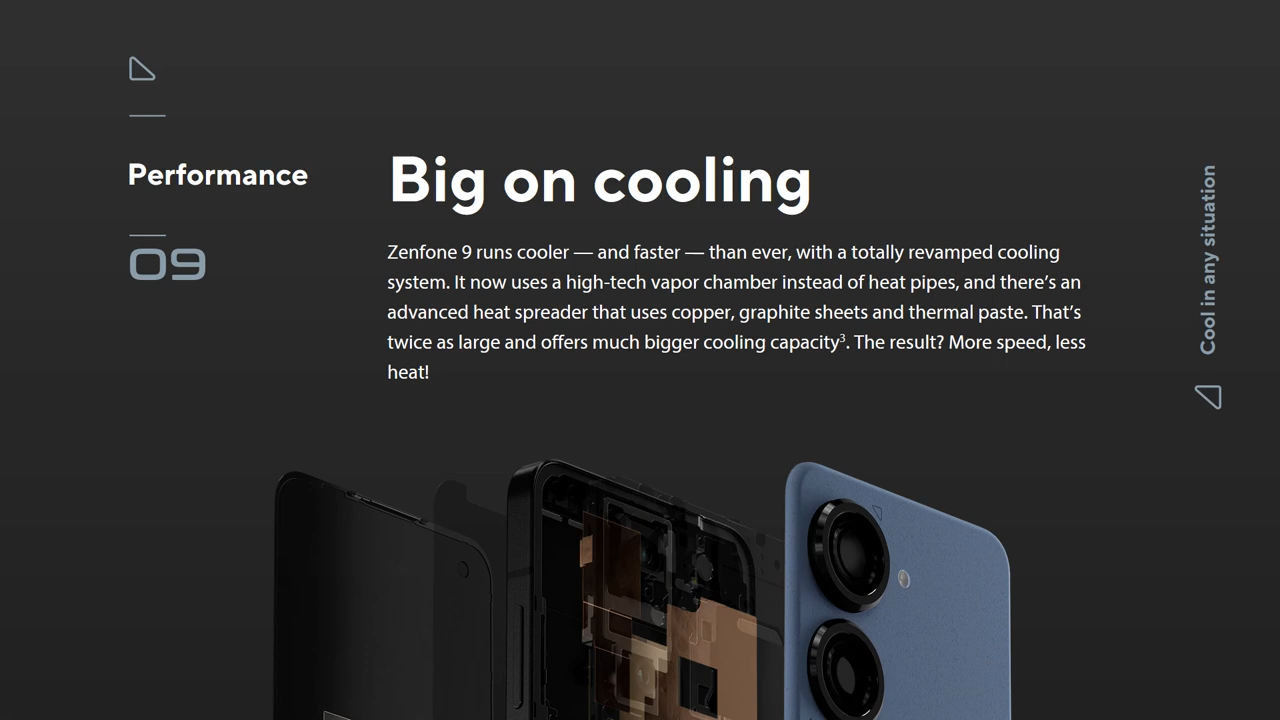 Performance
09
Big on cooling
Zenfone 9 runs cooler — and faster — than ever, with a totally revamped cooling
system. It now uses a high-tech vapor chamber instead of heat pipes, and there’s an
advanced heat spreader that uses copper, graphite sheets and thermal paste. That’s
twice as large and offers much bigger cooling capacity³. The result? More speed, less
heat!
Cool in any situation